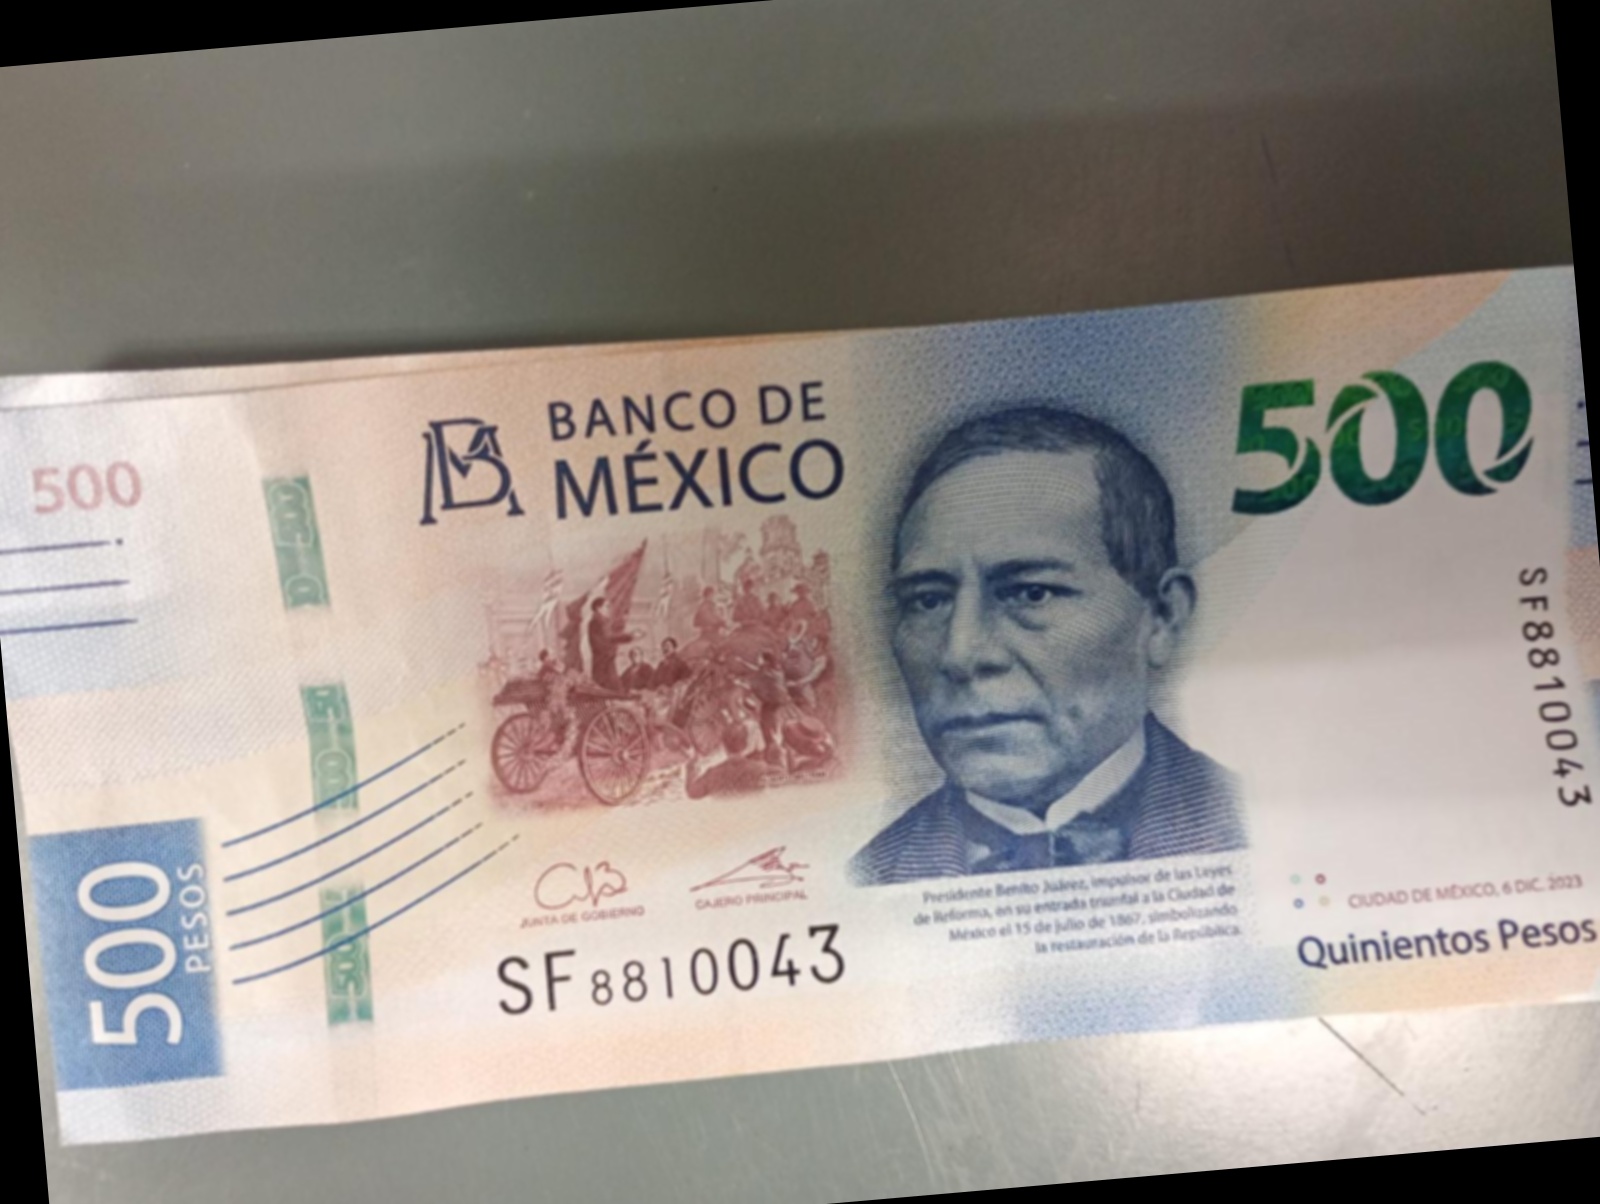 BANCO DE
MÉXICO
500
500
500
PESOS
SF8810043
JUNTA DE GOBIERNO
CAJERO PRINCIPAL
SF8810043
Presidente Benito Juárez, impulsor de las Leyes
de Reforma, en su entrada triunfal a la Ciudad de
México el 15 de julio de 1867, simbolizando
la restauración de la República.
CIUDAD DE MÉXICO, 6 DIC. 2023
Quinientos Pesos